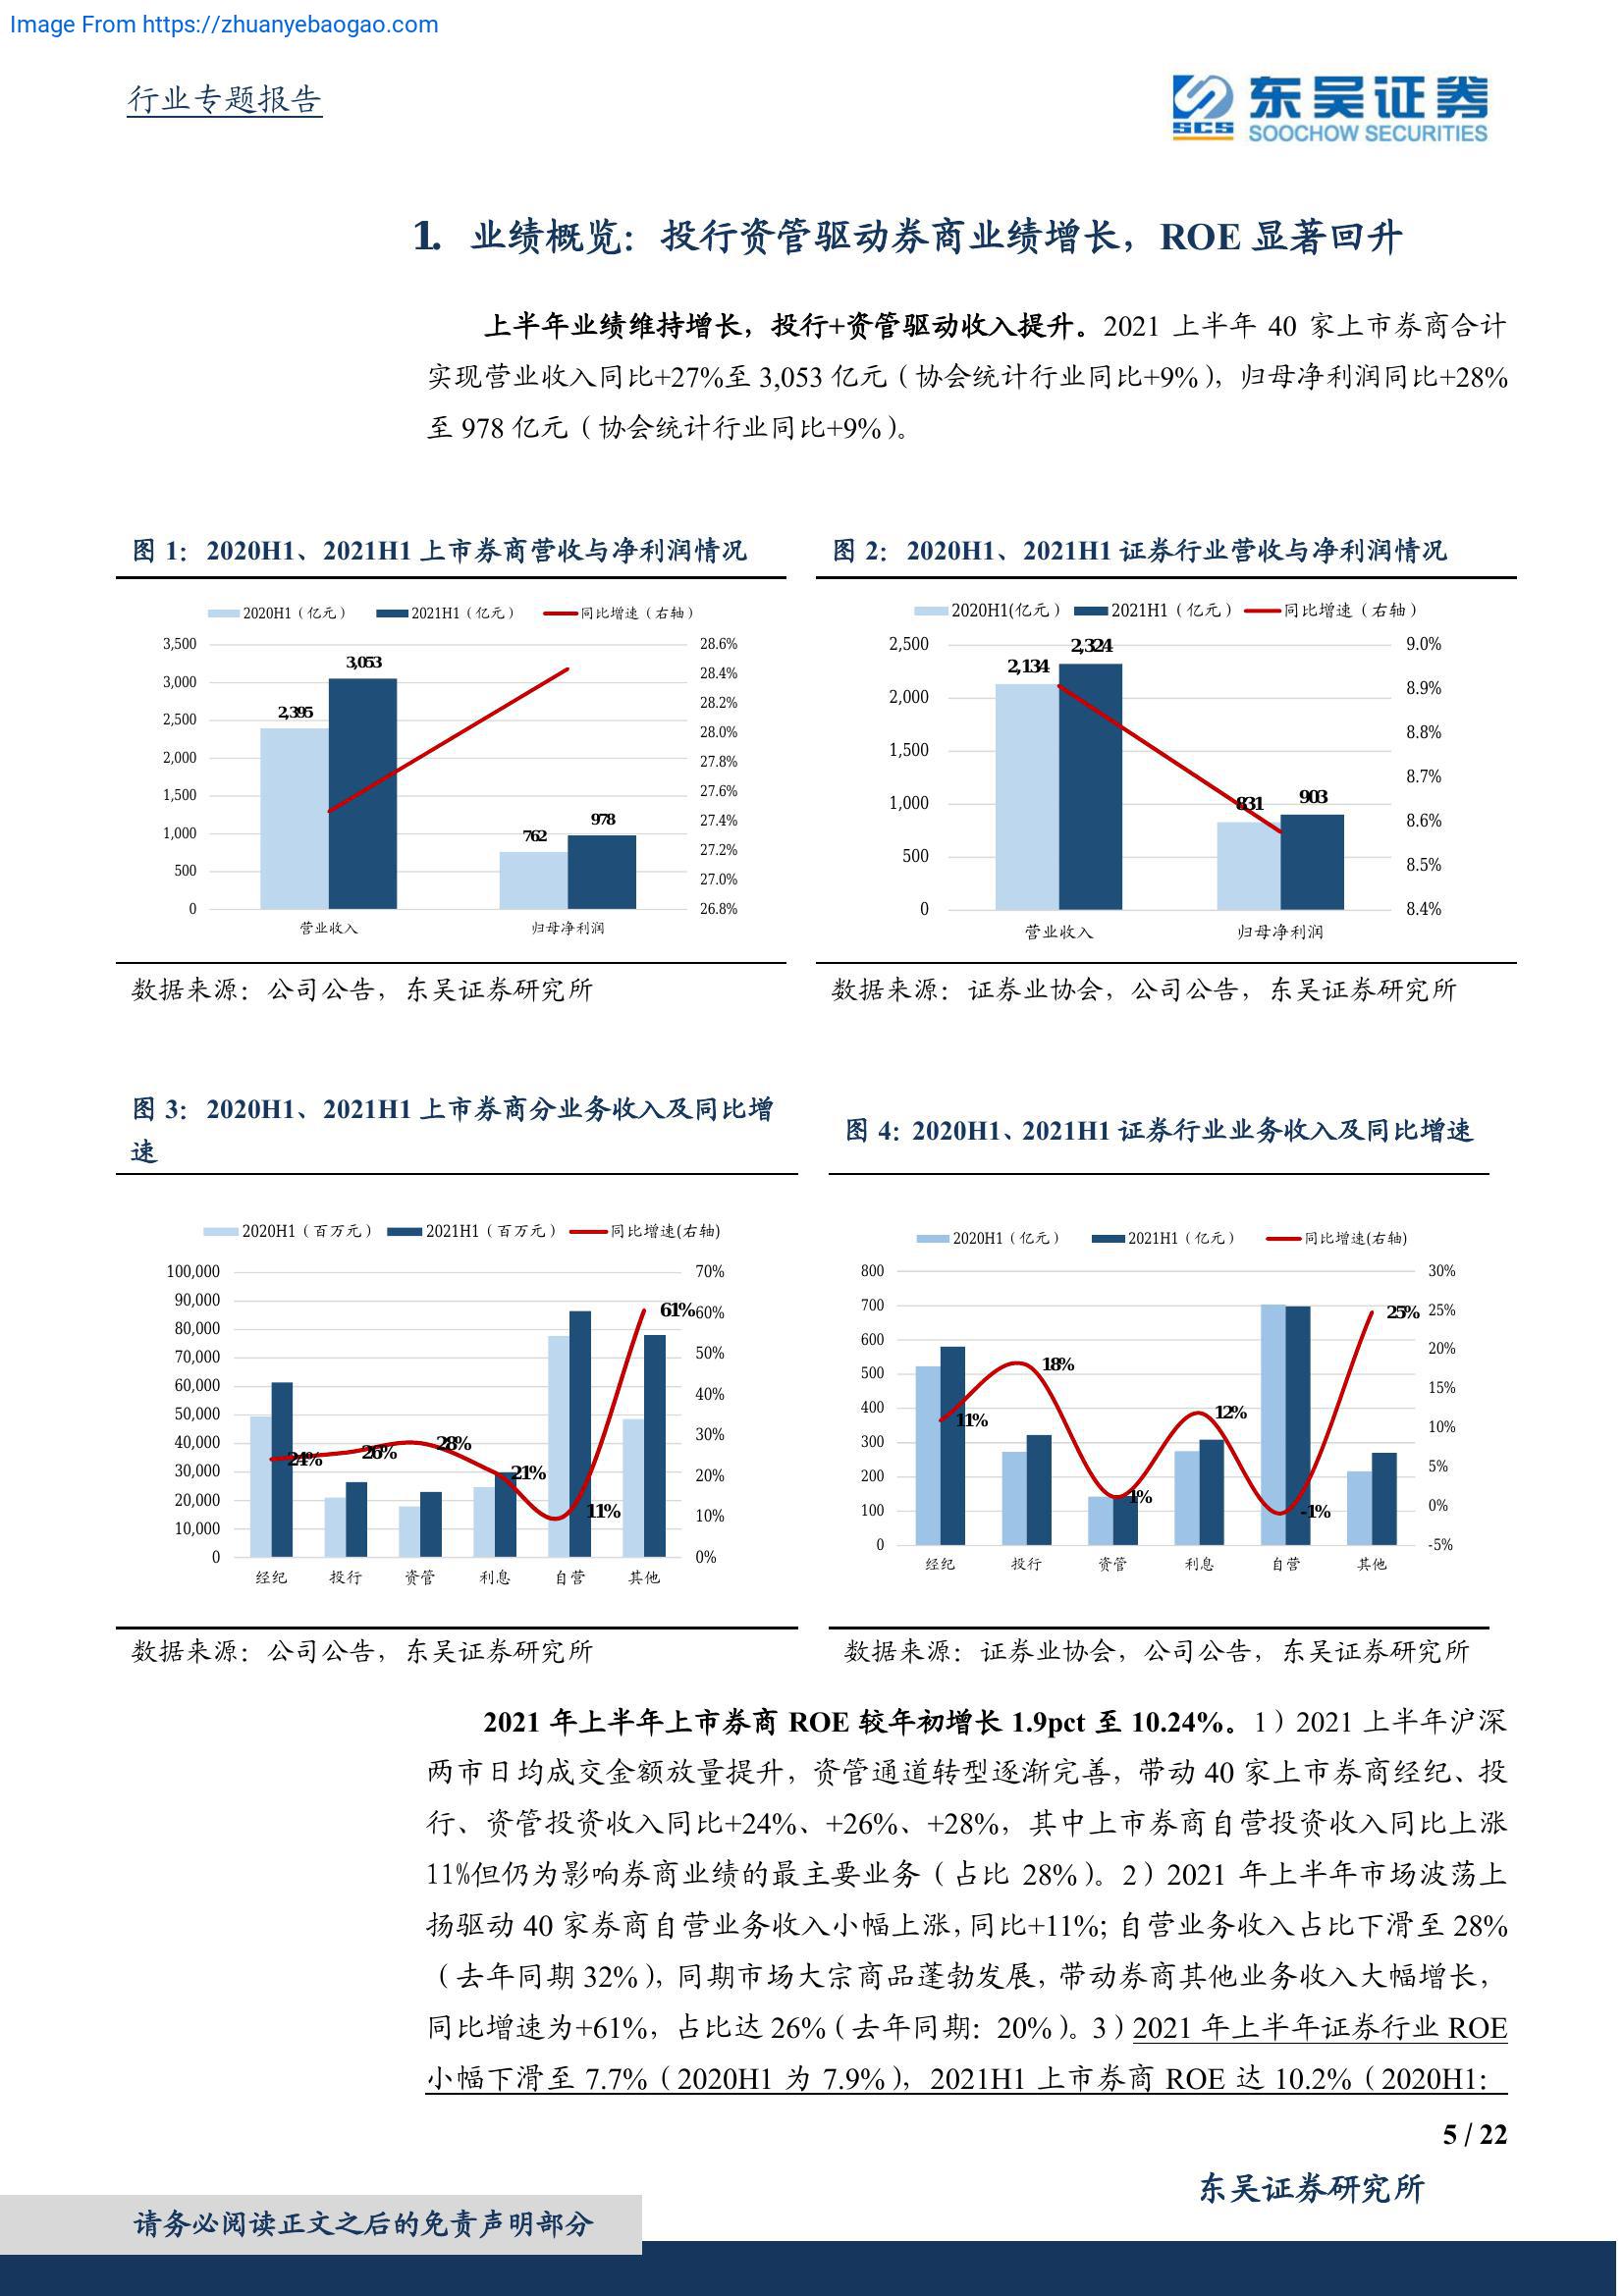 Image From https://zhuanyebaogao.com
行业专题报告
SCS
东吴证券
SOOCHOW SECURITIES
1. 业绩概览：投行资管驱动券商业绩增长，ROE 显著回升
上半年业绩维持增长，投行+资管驱动收入提升。2021 上半年 40 家上市券商合计
实现营业收入同比+27%至 3,053 亿元（协会统计行业同比+9%），归母净利润同比+28%
至 978 亿元（协会统计行业同比+9%）。
图 1： 2020H1、2021H1 上市券商营收与净利润情况
2020H1（亿元） 2021H1（亿元） 同比增速（右轴）
3,500
3,000
2,500
2,000
1,500
1,000
500
0
2,395
3,053
762
978
28.6%
28.4%
28.2%
28.0%
27.8%
27.6%
27.4%
27.2%
27.0%
26.8%
营业收入 归母净利润
数据来源：公司公告，东吴证券研究所
图 2： 2020H1、2021H1 证券行业营收与净利润情况
2020H1(亿元） 2021H1（亿元） 同比增速（右轴）
2,500
2,000
1,500
1,000
500
0
2,134
2,324
831
903
9.0%
8.9%
8.8%
8.7%
8.6%
8.5%
8.4%
营业收入 归母净利润
数据来源：证券业协会，公司公告，东吴证券研究所
图 3： 2020H1、2021H1 上市券商分业务收入及同比增
速
2020H1（百万元） 2021H1（百万元） 同比增速(右轴)
100,000
90,000
80,000
70,000
60,000
50,000
40,000
30,000
20,000
10,000
0
24%
26%
28%
21%
11%
61%
70%
60%
50%
40%
30%
20%
10%
0%
经纪 投行 资管 利息 自营 其他
数据来源：公司公告，东吴证券研究所
图 4: 2020H1、2021H1 证券行业业务收入及同比增速
2020H1（亿元） 2021H1（亿元） 同比增速(右轴)
800
700
600
500
400
300
200
100
0
11%
18%
1%
12%
-1%
25%
30%
25%
20%
15%
10%
5%
0%
-5%
经纪 投行 资管 利息 自营 其他
数据来源：证券业协会，公司公告，东吴证券研究所
2021 年上半年上市券商 ROE 较年初增长 1.9pct 至 10.24%。1）2021 上半年沪深
两市日均成交金额放量提升，资管通道转型逐渐完善，带动 40 家上市券商经纪、投
行、资管投资收入同比+24%、+26%、+28%，其中上市券商自营投资收入同比上涨
11%但仍为影响券商业绩的最主要业务（占比 28%）。2）2021 年上半年市场波荡上
扬驱动 40 家券商自营业务收入小幅上涨，同比+11%；自营业务收入占比下滑至 28%
（去年同期 32%），同期市场大宗商品蓬勃发展，带动券商其他业务收入大幅增长，
同比增速为+61%，占比达 26%（去年同期：20%）。3）2021 年上半年证券行业 ROE
小幅下滑至 7.7%（2020H1 为 7.9%），2021H1 上市券商 ROE 达 10.2%（2020H1：
5 / 22
东吴证券研究所
请务必阅读正文之后的免责声明部分